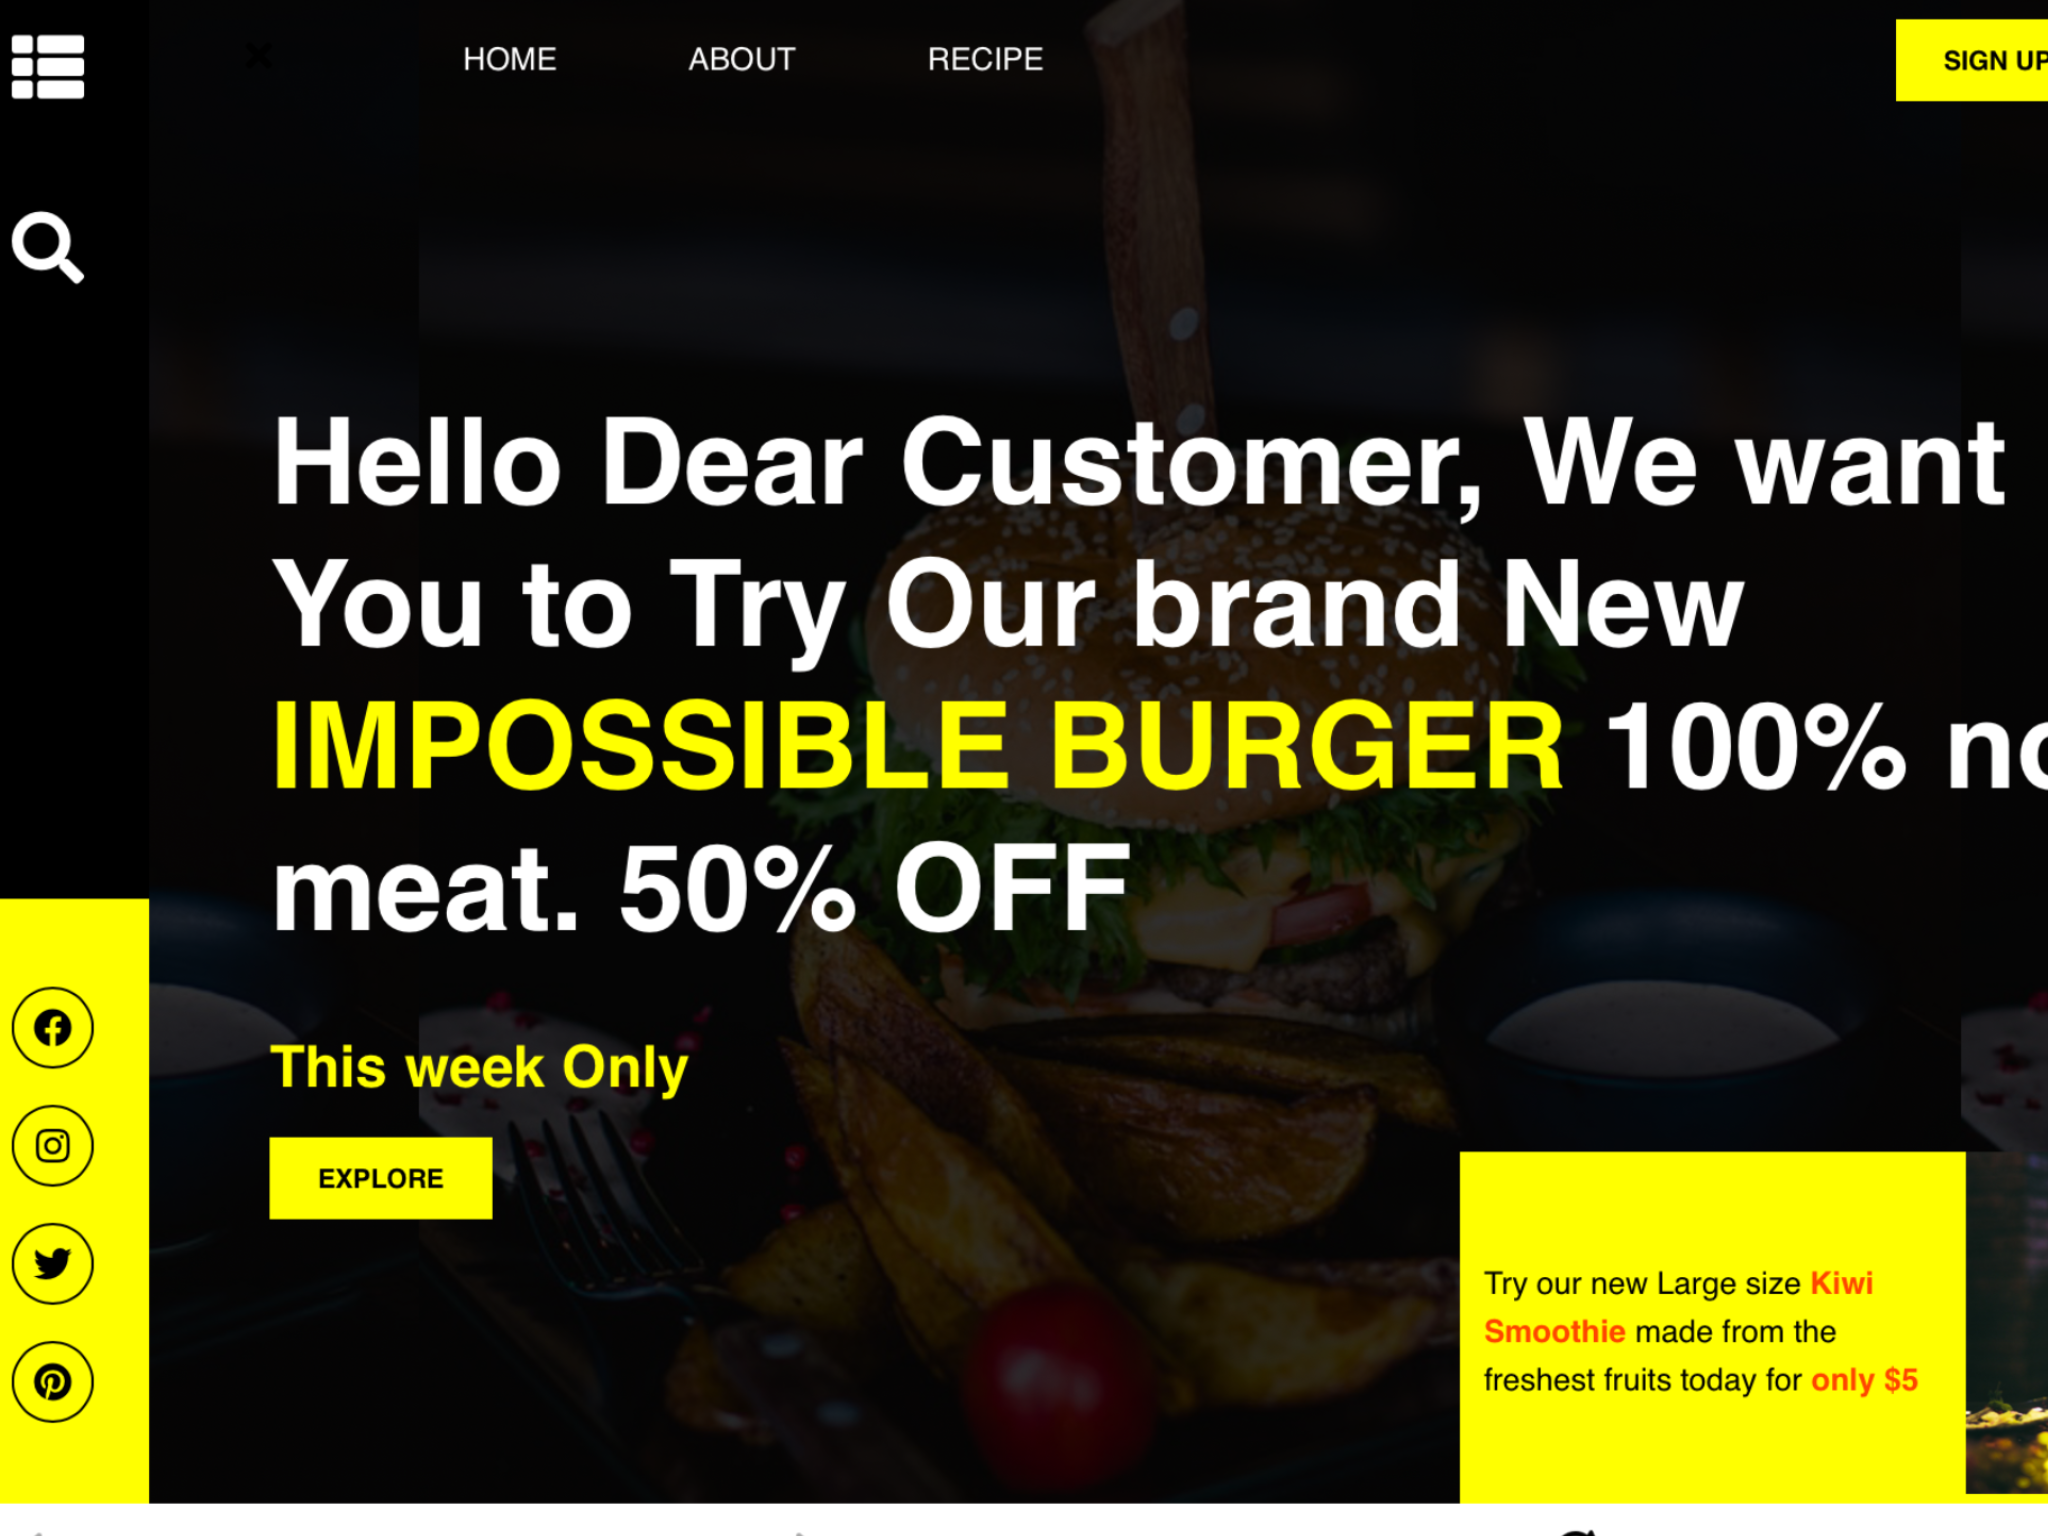 HOME ABOUT RECIPE
SIGN UP
Hello Dear Customer, We want
You to Try Our brand New
IMPOSSIBLE BURGER 100%
meat. 50% OFF
This week Only
EXPLORE
Try our new Large size Kiwi
Smoothie made from the
freshest fruits today for only $5